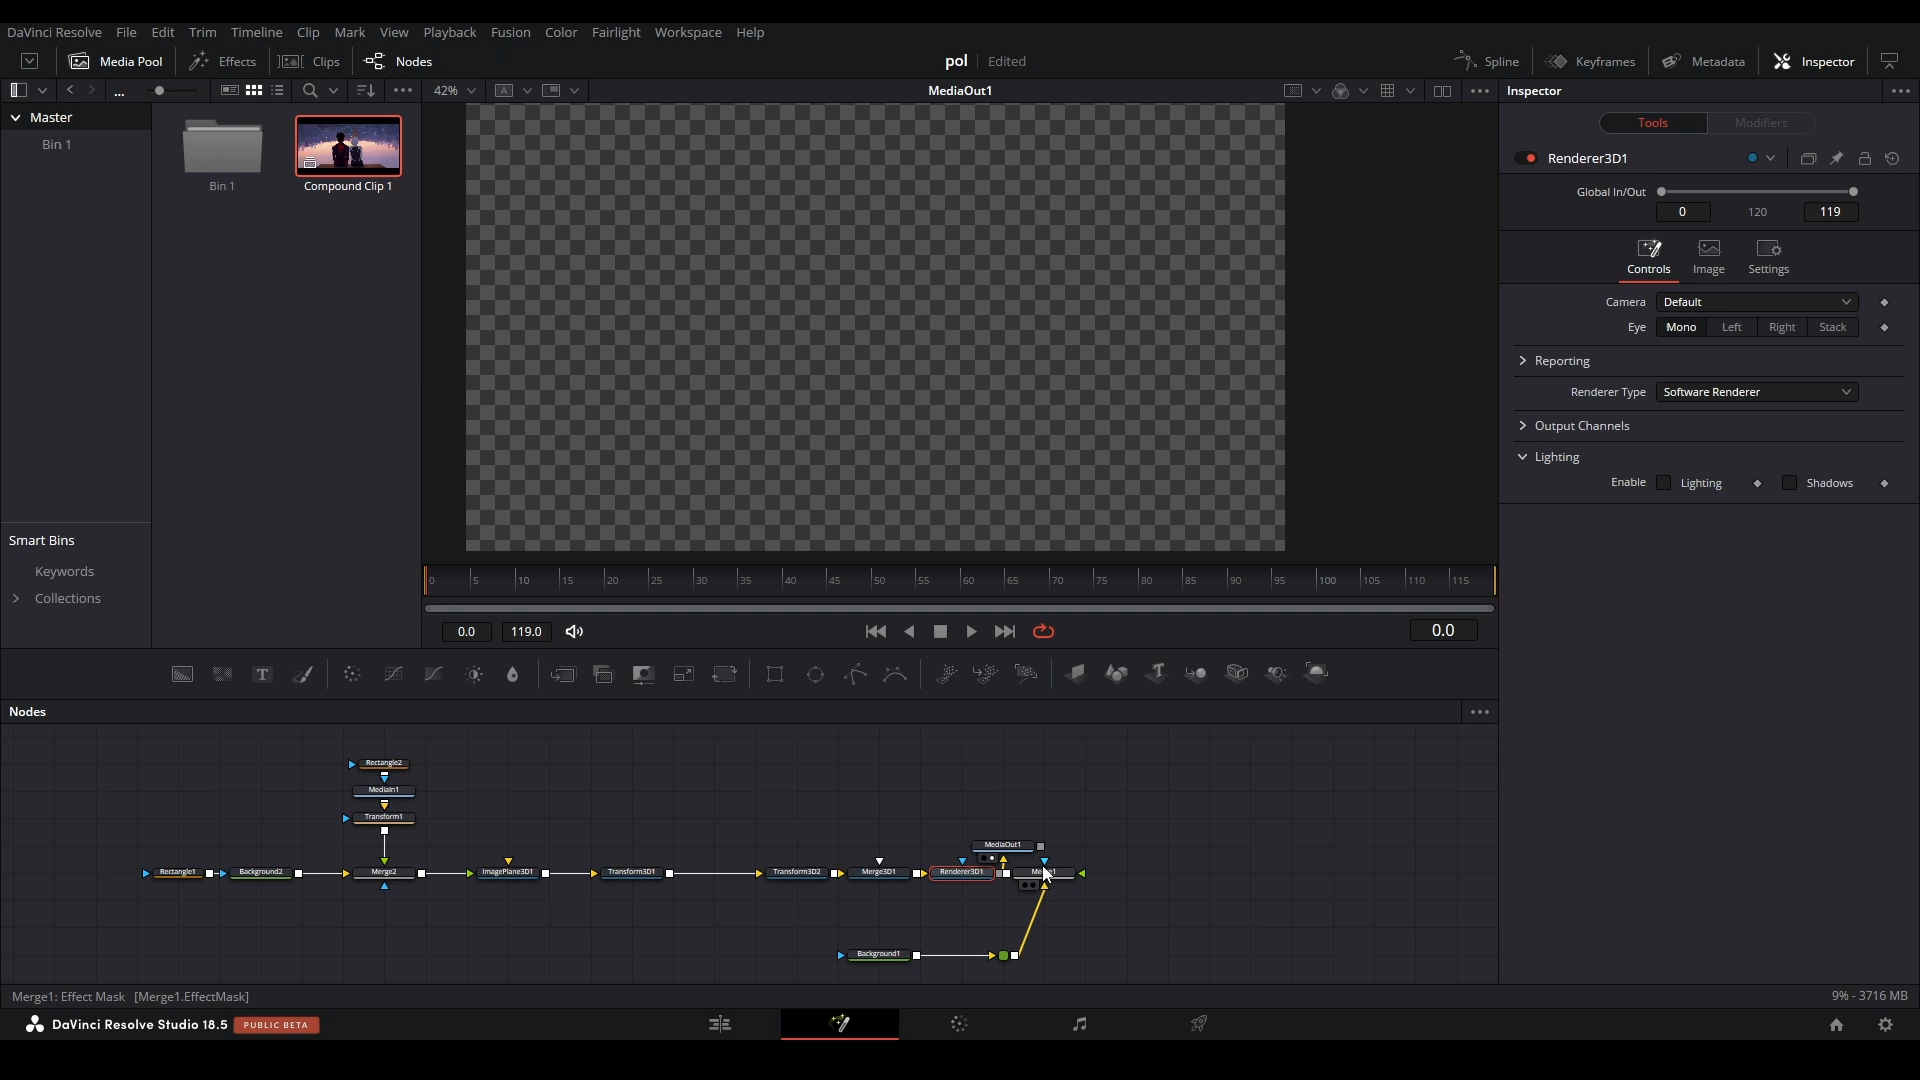 DaVinci Resolve File Edit Trim Timeline Clip Mark View Playback Fusion Color Fairlight Workspace Help
Media Pool Effects Clips Nodes pol Edited Spline Keyframes Metadata Inspector
... 42% A MediaOut1 Inspector
Master
Bin 1
Bin 1
Compound Clip 1
Tools Modifiers
Renderer3D1
Global In/Out
0 120 119
Controls Image Settings
Camera Default
Eye Mono Left Right Stack
Reporting
Renderer Type Software Renderer
Output Channels
Lighting
Enable Lighting Shadows
Smart Bins
Keywords
Collections
0 5 10 15 20 25 30 35 40 45 50 55 60 65 70 75 80 85 90 95 100 105 110 115
0.0 119.0 0.0
T T
Nodes
Rectangle2
MediaIn1
Transform1
MediaOut1
Rectangle1 Background2 Merge2 ImagePlane3D1 Transform3D1 Transform3D2 Merge3D1 Renderer3D1
Background1
Merge1: Effect Mask [Merge1.EffectMask] 9% - 3716 MB
DaVinci Resolve Studio 18.5 PUBLIC BETA